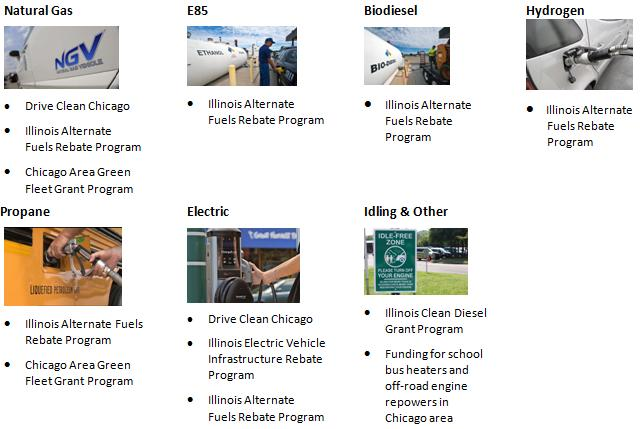 Natural Gas
NGV
NATURAL GAS VEHICLE
• Drive Clean Chicago
• Illinois Alternate
Fuels Rebate Program
• Chicago Area Green
Fleet Grant Program
E85
ETHANOL
• Illinois Alternate
Fuels Rebate Program
Biodiesel
BIO-DIESEL
• Illinois Alternate
Fuels Rebate
Program
Hydrogen
• Illinois Alternate
Fuels Rebate
Program
Propane
LIQUEFIED PETROLEUM
• Illinois Alternate Fuels
Rebate Program
• Chicago Area Green
Fleet Grant Program
Electric
• Drive Clean Chicago
• Illinois Electric Vehicle
Infrastructure Rebate
Program
• Illinois Alternate
Fuels Rebate Program
Idling & Other
IDLE-FREE
ZONE
PLEASE TURN OFF
YOUR ENGINE
• Illinois Clean Diesel
Grant Program
• Funding for school
bus heaters and
off-road engine
repowers in
Chicago area